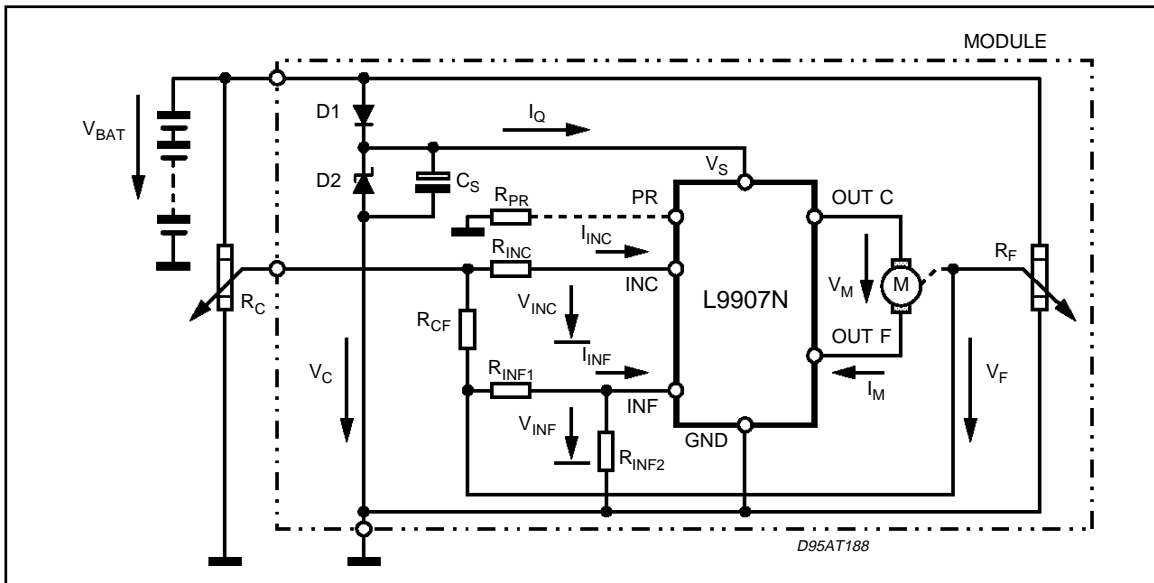 MODULE
D1
I_Q
V_BAT
V_S
D2
C_S
R_PR
PR
OUT C
I_INC
R_INC
R_F
INC
L9907N
V_M
M
R_C
V_INC
R_CF
OUT F
I_INF
V_C
R_INF1
I_M
V_F
INF
V_INF
GND
R_INF2
D95AT188